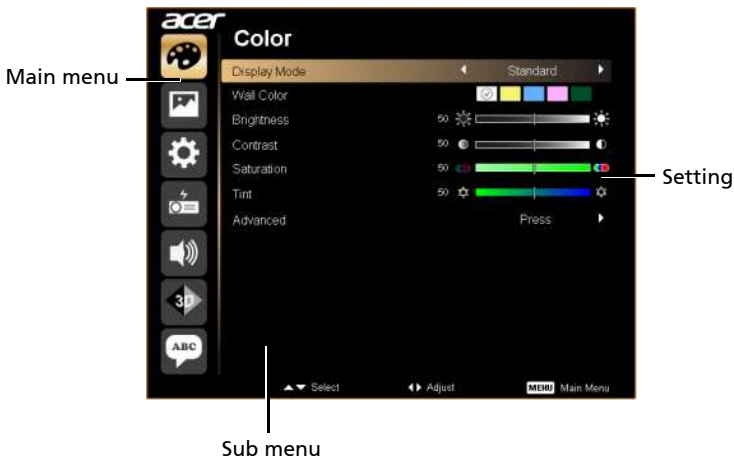 acer
Color
Main menu
Display Mode Standard
Wall Color
Brightness 50
Contrast 50
Saturation 50
Setting
Tint 50
Advanced Press
3D
ABC
Select Adjust MENU Main Menu
Sub menu